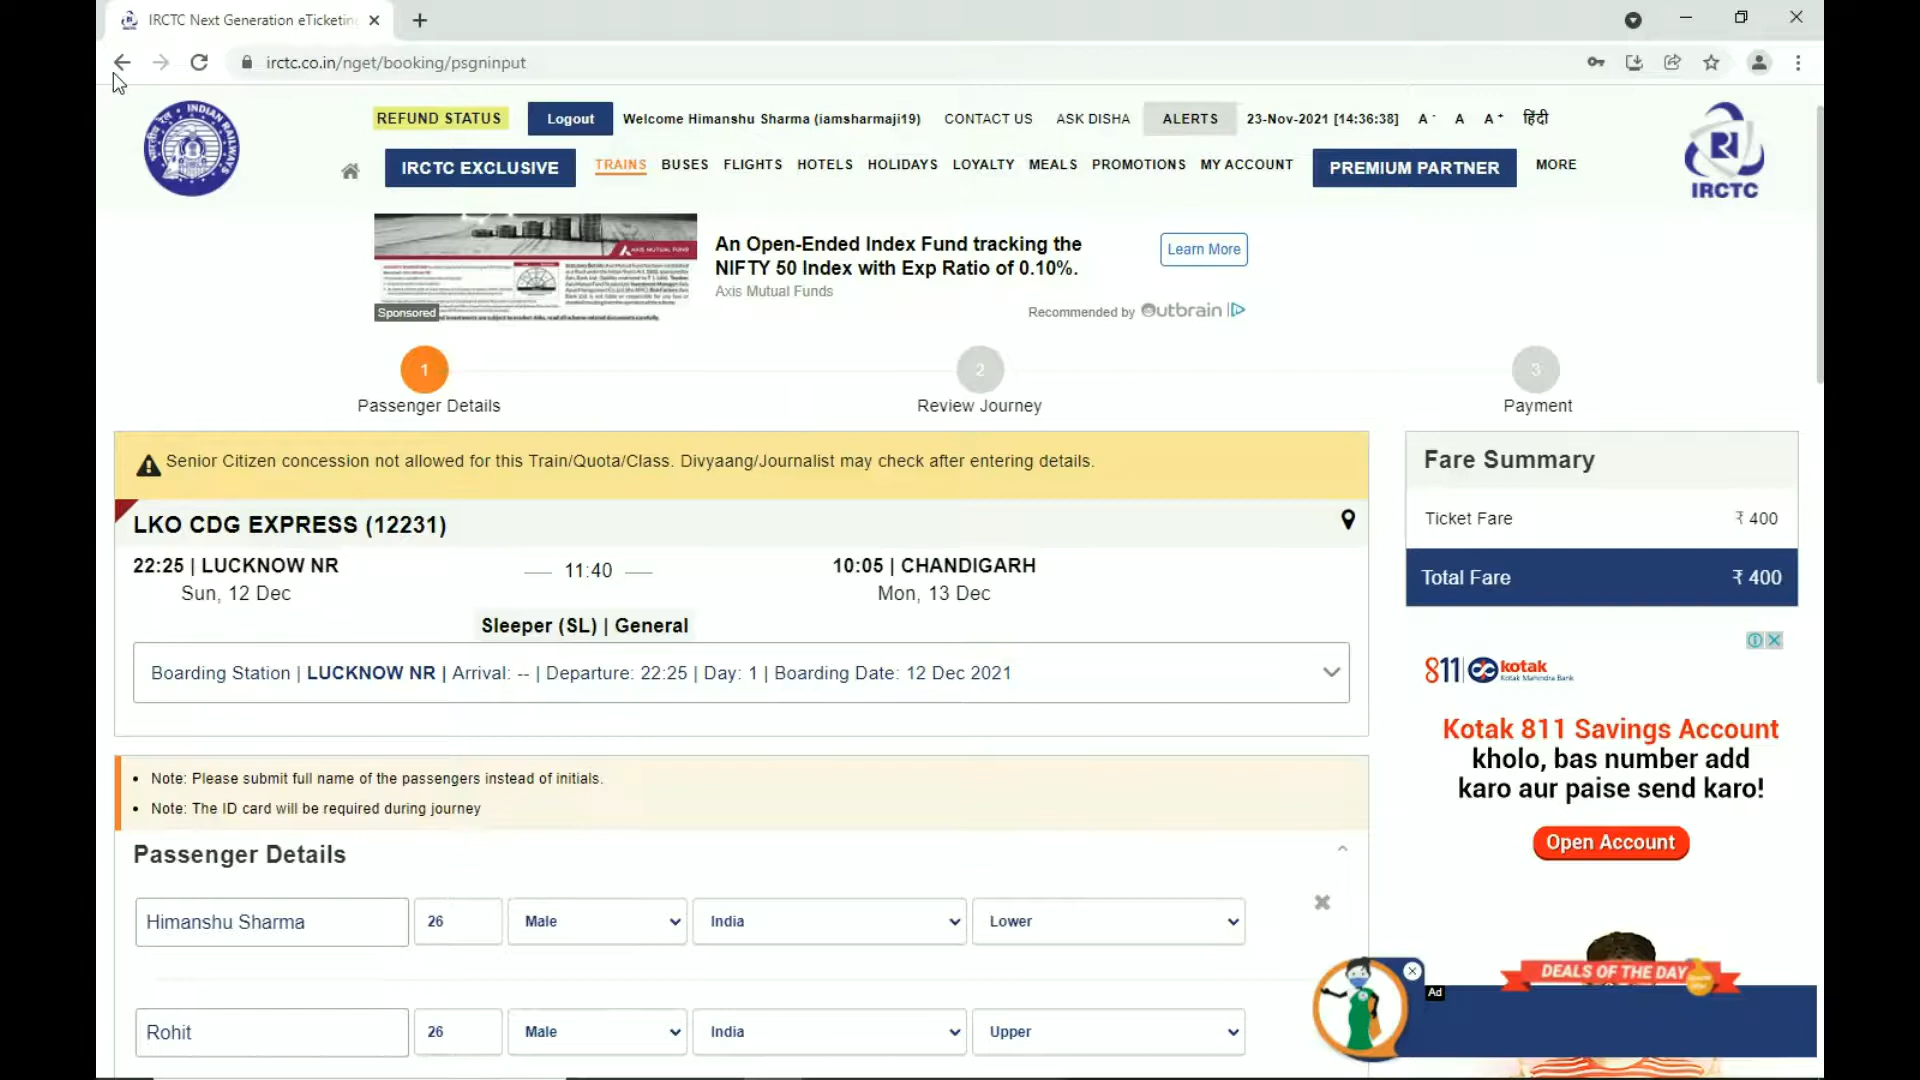 IRCTC Next Generation eTicketing
irctc.co.in/nget/booking/psgninput
REFUND STATUS
Logout
Welcome Himanshu Sharma (iamsharmaji19)
CONTACT US
ASK DISHA
ALERTS
23-Nov-2021 [14:36:38]
A-
A
A+
हिंदी
INDIAN RAILWAYS
IRCTC EXCLUSIVE
TRAINS
BUSES
FLIGHTS
HOTELS
HOLIDAYS
LOYALTY
MEALS
PROMOTIONS
MY ACCOUNT
PREMIUM PARTNER
MORE
IRCTC
AXIS MUTUAL FUND
Sponsored
An Open-Ended Index Fund tracking the
NIFTY 50 Index with Exp Ratio of 0.10%.
Axis Mutual Funds
Learn More
Recommended by Outbrain
1
2
3
Passenger Details
Review Journey
Payment
Senior Citizen concession not allowed for this Train/Quota/Class. Divyaang/Journalist may check after entering details.
LKO CDG EXPRESS (12231)
22:25 | LUCKNOW NR
11:40
10:05 | CHANDIGARH
Sun, 12 Dec
Mon, 13 Dec
Sleeper (SL) | General
Boarding Station | LUCKNOW NR | Arrival: -- | Departure: 22:25 | Day: 1 | Boarding Date: 12 Dec 2021
Note: Please submit full name of the passengers instead of initials.
Note: The ID card will be required during journey
Passenger Details
Himanshu Sharma
26
Male
India
Lower
Rohit
26
Male
India
Upper
Fare Summary
Ticket Fare
₹ 400
Total Fare
₹ 400
811 kotak
Kotak Mahindra Bank
Kotak 811 Savings Account
kholo, bas number add
karo aur paise send karo!
Open Account
DEALS OF THE DAY
Ad